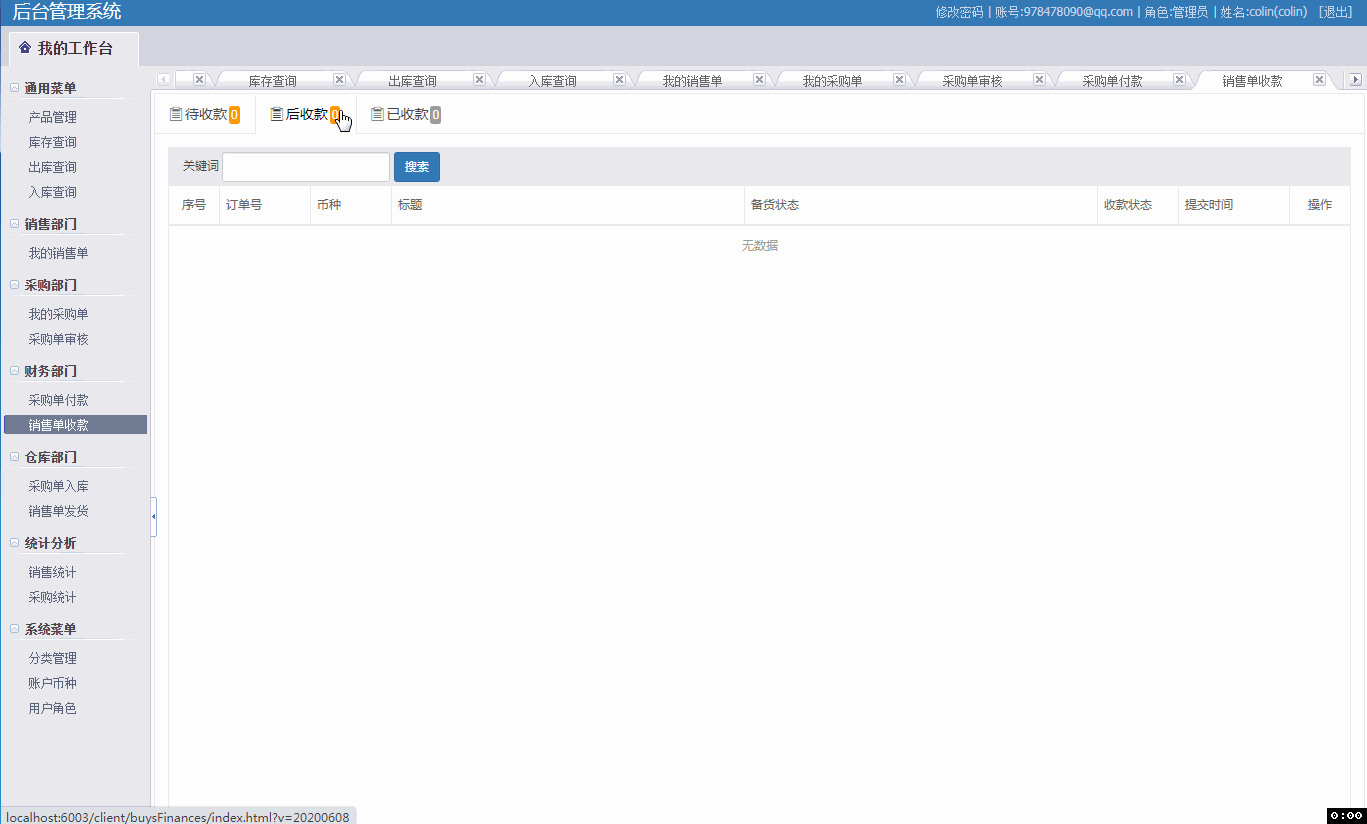 后台管理系统
修改密码 | 账号:978478090@qq.com | 角色:管理员 | 姓名:colin(colin) [退出]
我的工作台
通用菜单
产品管理
库存查询
出库查询
入库查询
销售部门
我的销售单
采购部门
我的采购单
采购单审核
财务部门
采购单付款
销售单收款
仓库部门
采购单入库
销售单发货
统计分析
销售统计
采购统计
系统菜单
分类管理
账户币种
用户角色
库存查询 出库查询 入库查询 我的销售单 我的采购单 采购单审核 采购单付款 销售单收款
待收款 0 后收款 0 已收款 0
关键词 搜索
序号 订单号 币种 标题 备货状态 收款状态 提交时间 操作
无数据
localhost:6003/client/buysFinances/index.html?v=20200608
0:00